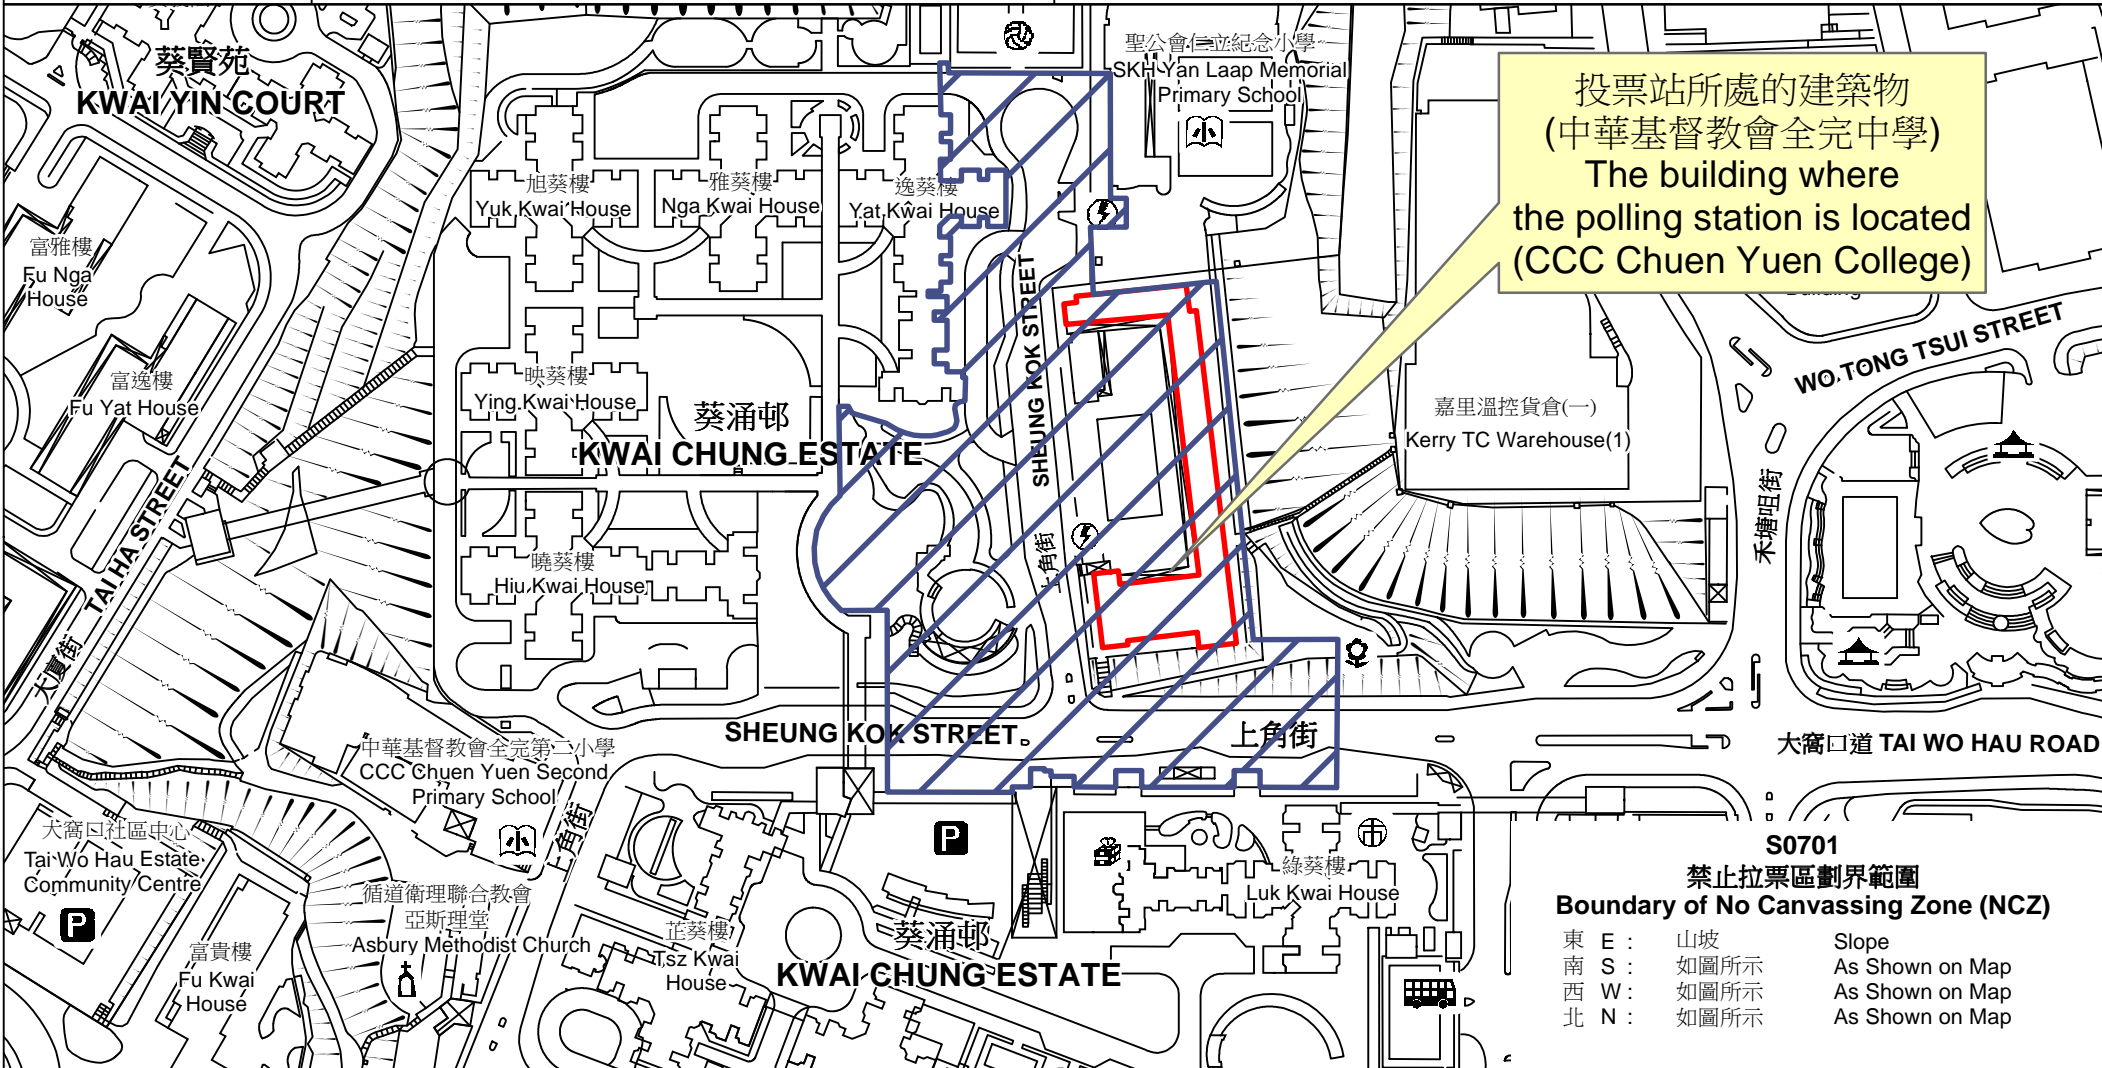 葵賢苑
KWAI YIN COURT
聖公會仁立紀念小學
SKH Yan Laap Memorial
Primary School
小
投票站所處的建築物
(中華基督教會全完中學)
The building where
the polling station is located
(CCC Chuen Yuen College)
Building
旭葵樓
Yuk Kwai House
雅葵樓
Nga Kwai House
逸葵樓
Yat Kwai House
富雅樓
Fu Nga
House
富逸樓
Fu Yat House
映葵樓
Ying Kwai House
葵涌邨
KWAI CHUNG ESTATE
SHEUNG KOK STREET
上角街
嘉里溫控貨倉(一)
Kerry TC Warehouse(1)
WO TONG TSUI STREET
禾塘咀街
TAI HA STREET
大廈街
曉葵樓
Hiu Kwai House
SHEUNG KOK STREET
上角街
大窩口道 TAI WO HAU ROAD
中華基督教會全完第二小學
CCC Chuen Yuen Second
Primary School
小
上角街
大窩口社區中心
Tai Wo Hau Estate
Community Centre
P
P
循道衛理聯合教會
亞斯理堂
Asbury Methodist Church
富貴樓
Fu Kwai
House
芷葵樓
Tsz Kwai
House
葵涌邨
KWAI CHUNG ESTATE
綠葵樓
Luk Kwai House
市
S0701
禁止拉票區劃界範圍
Boundary of No Canvassing Zone (NCZ)
東 E : 山坡 Slope
南 S : 如圖所示 As Shown on Map
西 W : 如圖所示 As Shown on Map
北 N : 如圖所示 As Shown on Map